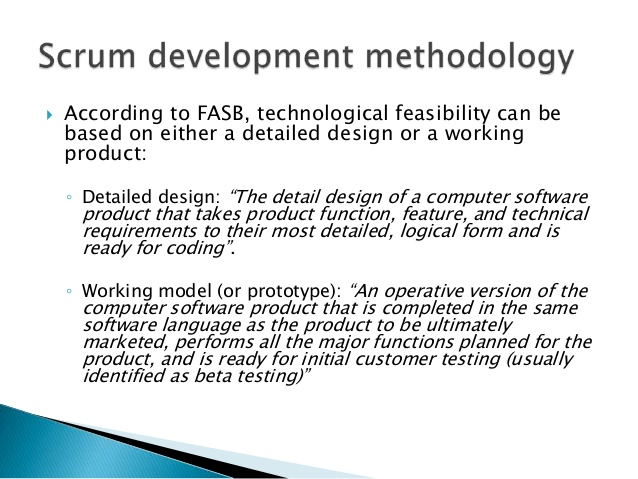 Scrum development methodology
According to FASB, technological feasibility can be
based on either a detailed design or a working
product:
Detailed design: “The detail design of a computer software
product that takes product function, feature, and technical
requirements to their most detailed, logical form and is
ready for coding”.
Working model (or prototype): “An operative version of the
computer software product that is completed in the same
software language as the product to be ultimately
marketed, performs all the major functions planned for the
product, and is ready for initial customer testing (usually
identified as beta testing)”